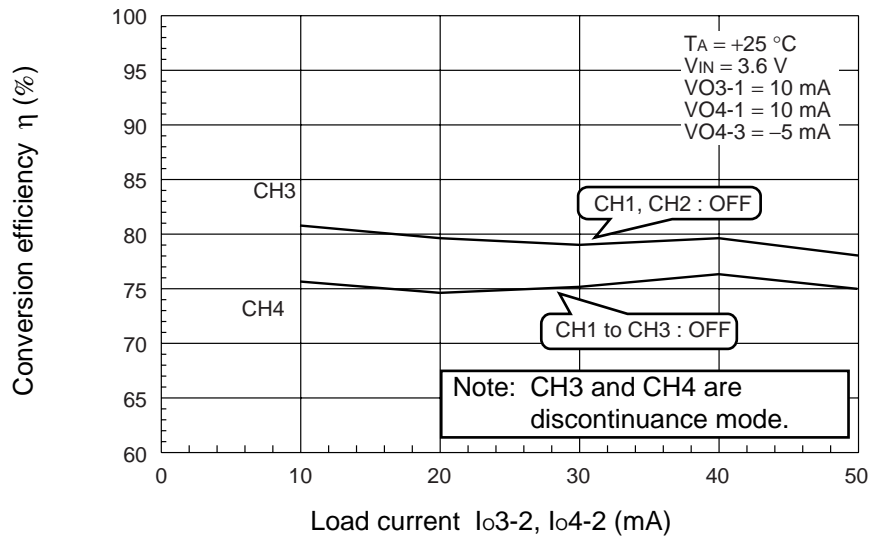 100
95
90
85
80
75
70
65
60
Conversion efficiency η (%)
TA = +25 °C
VIN = 3.6 V
VO3-1 = 10 mA
VO4-1 = 10 mA
VO4-3 = −5 mA
CH3
CH1, CH2 : OFF
CH4
CH1 to CH3 : OFF
Note: CH3 and CH4 are
discontinuance mode.
0 10 20 30 40 50
Load current Io3-2, Io4-2 (mA)